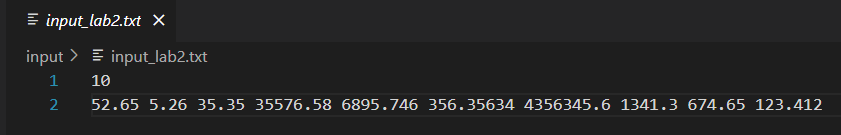 input_lab2.txt ×
input > input_lab2.txt
1 10
2 52.65 5.26 35.35 35576.58 6895.746 356.35634 4356345.6 1341.3 674.65 123.412